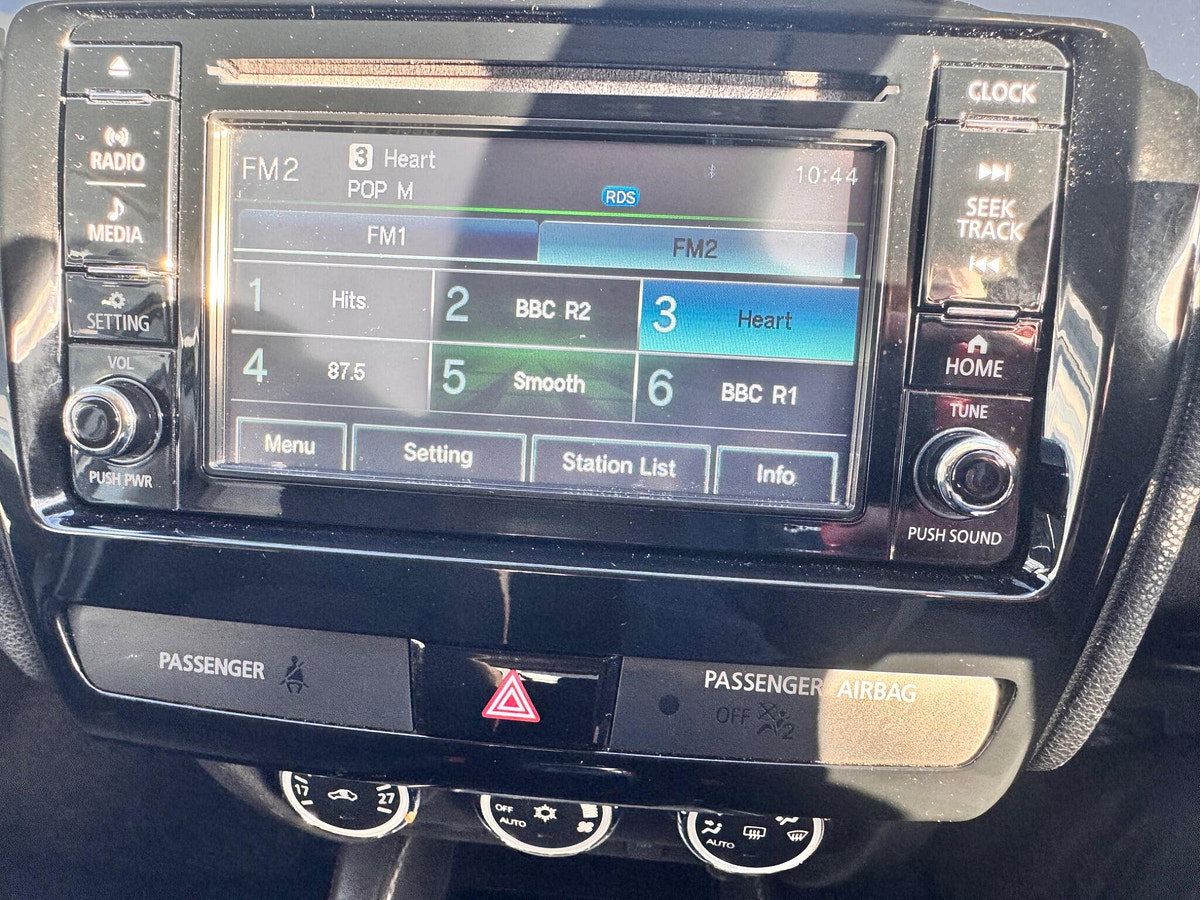 CLOCK
RADIO
MEDIA
SETTING
VOL
PUSH PWR
FM2
3 Heart
POP M
RDS
10:44
FM1
FM2
1 Hits
2 BBC R2
3 Heart
4 87.5
5 Smooth
6 BBC R1
Menu
Setting
Station List
Info
SEEK
TRACK
HOME
TUNE
PUSH SOUND
PASSENGER
PASSENGER AIRBAG
OFF
2
17
27
OFF
AUTO
AUTO